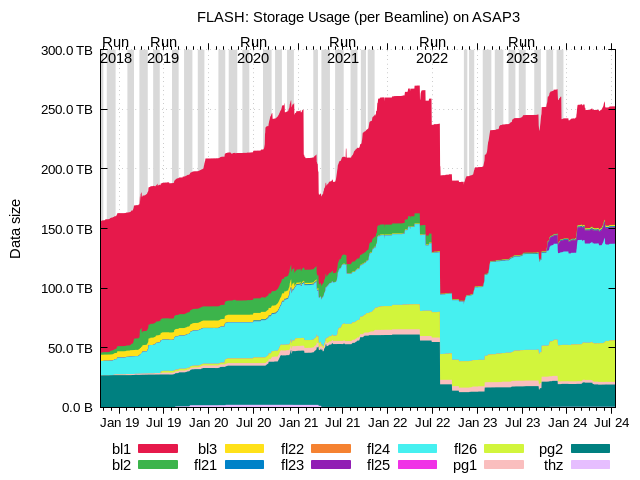 FLASH: Storage Usage (per Beamline) on ASAP3
Run 2018
Run 2019
Run 2020
Run 2021
Run 2022
Run 2023
300.0 TB
250.0 TB
200.0 TB
150.0 TB
100.0 TB
50.0 TB
0.0 B
Data size
Jan 19 Jul 19 Jan 20 Jul 20 Jan 21 Jul 21 Jan 22 Jul 22 Jan 23 Jul 23 Jan 24 Jul 24
bl1 bl3 fl22 fl24 fl26 pg2
bl2 fl21 fl23 fl25 pg1 thz